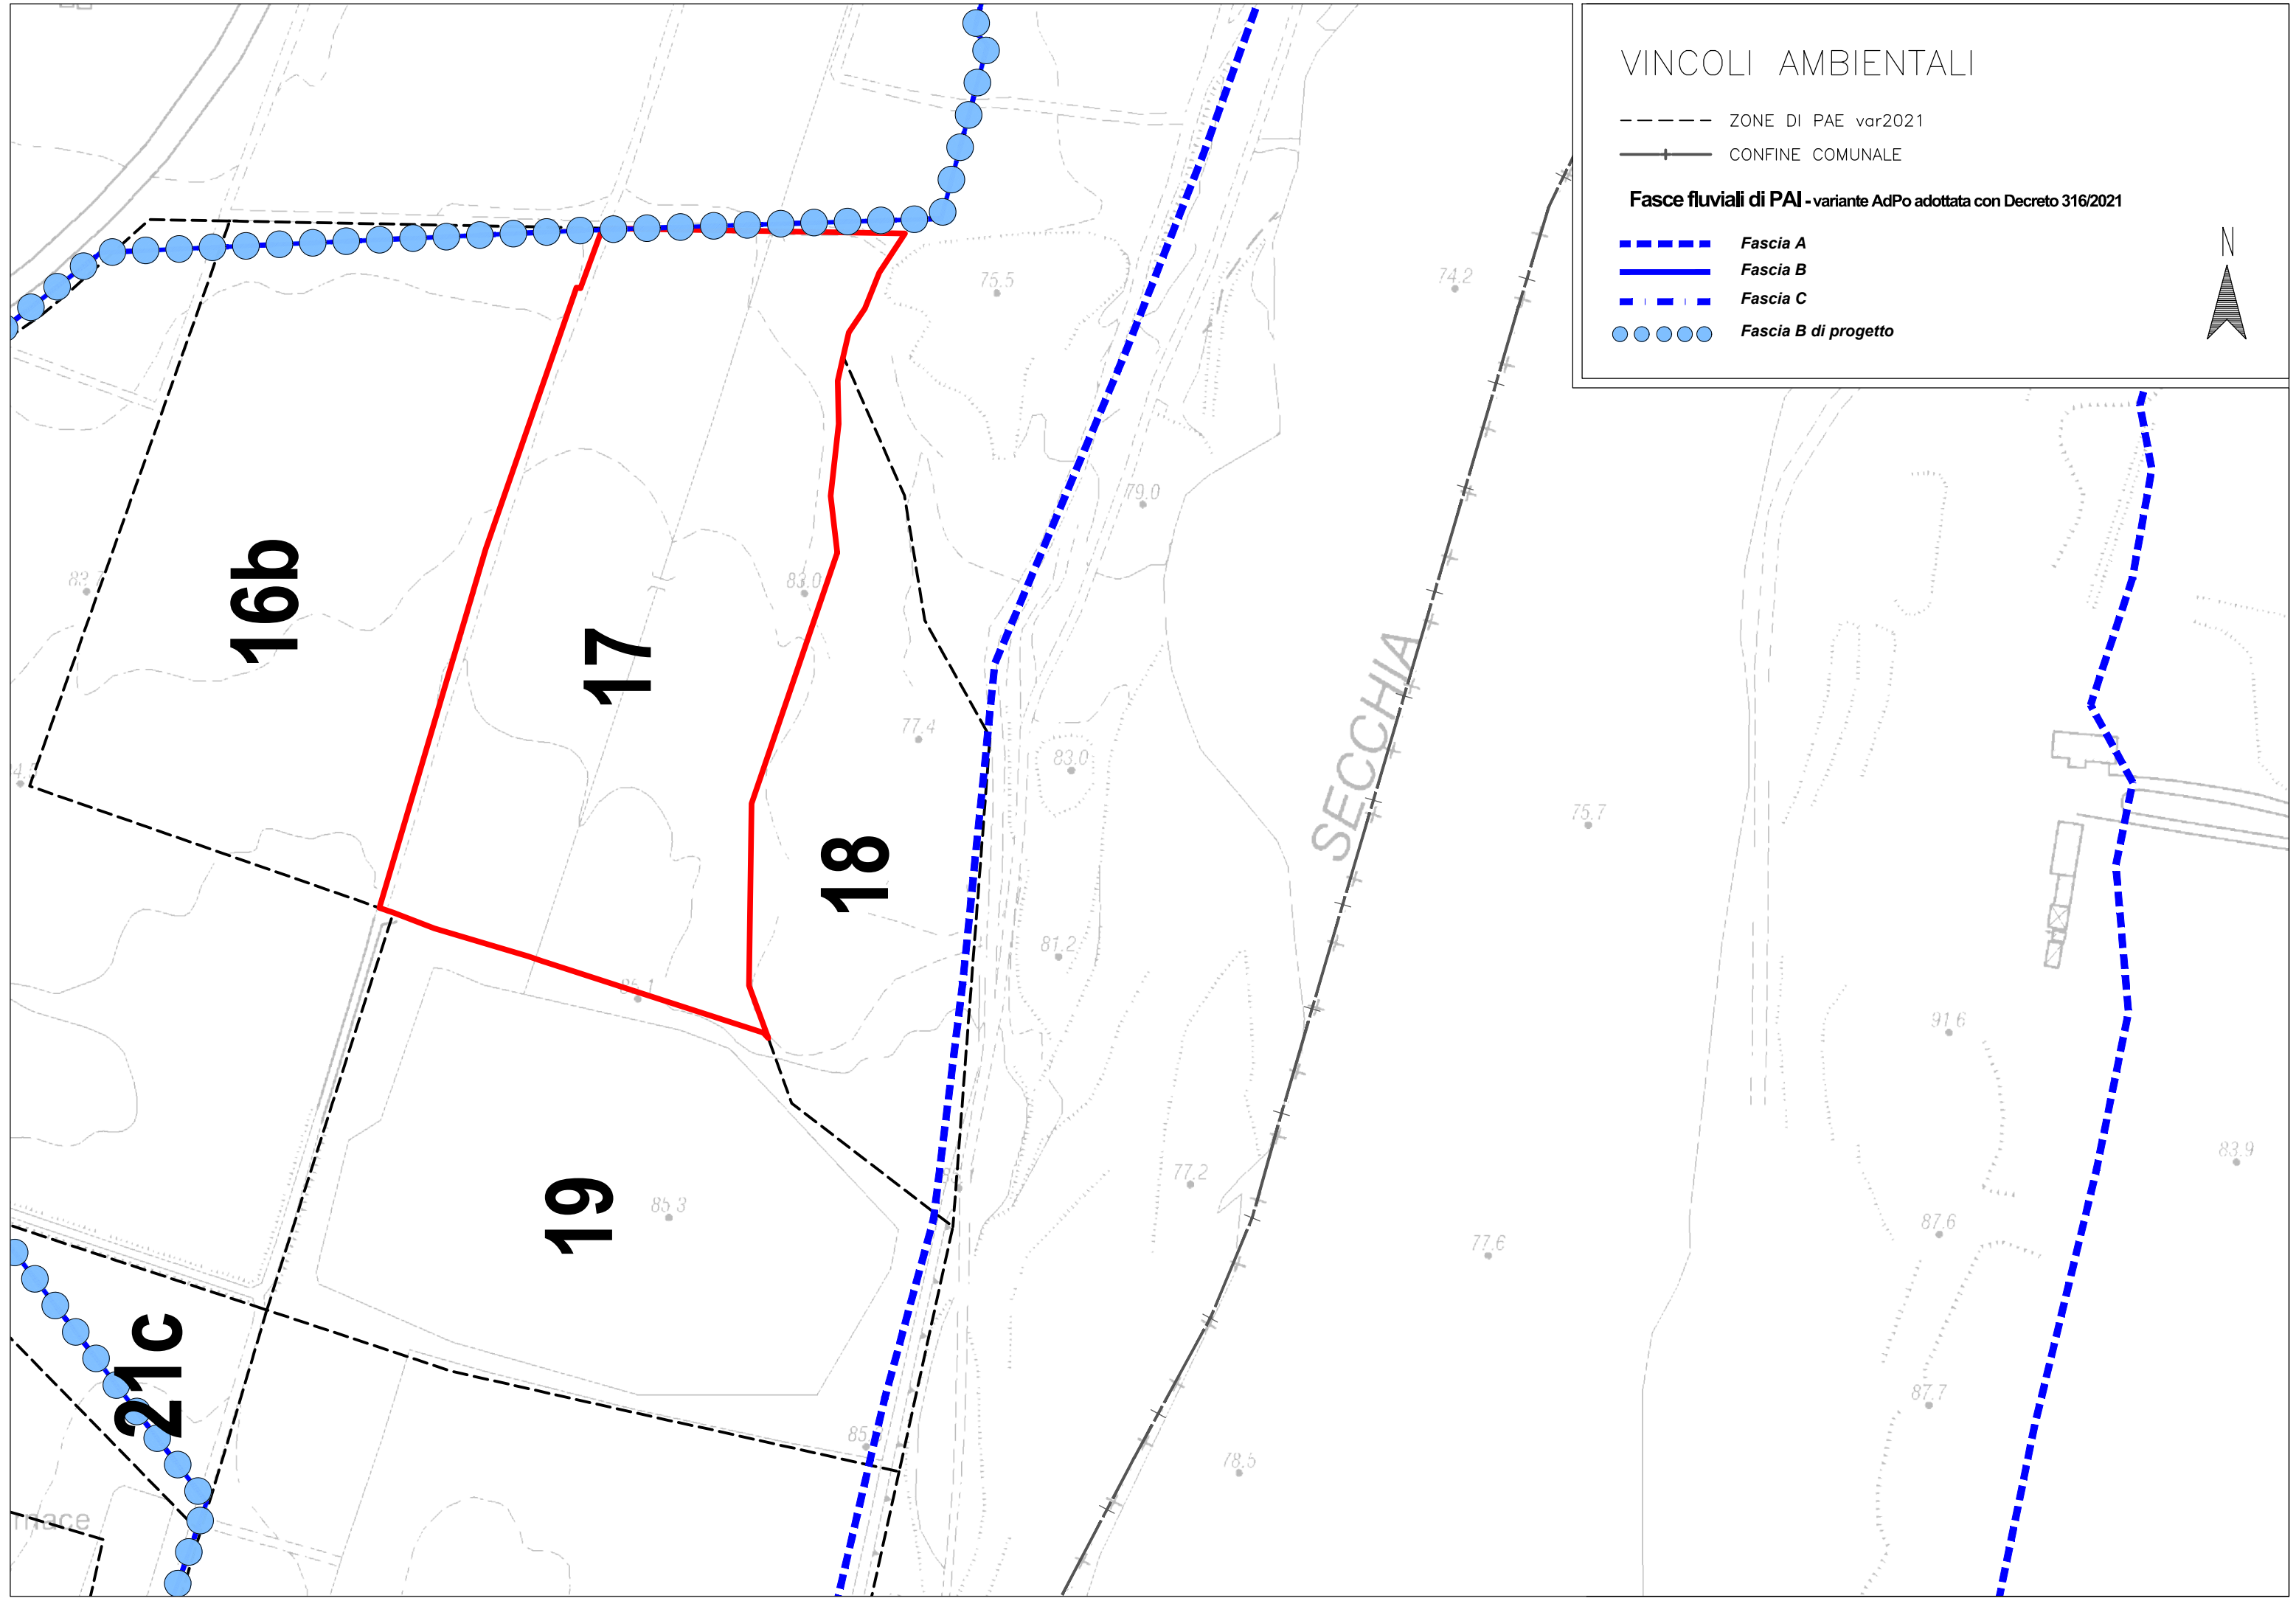 VINCOLI AMBIENTALI
ZONE DI PAE var2021
CONFINE COMUNALE
Fasce fluviali di PAI - variante AdPo adottata con Decreto 316/2021
Fascia A
Fascia B
Fascia C
Fascia B di progetto
N
75.5
74.2
79.0
16b
83.0
17
77.4
83.0
SECCHIA
75.7
18
81.2
91.6
77.2
83.9
19
85.3
87.6
77.6
21c
87.7
78.5